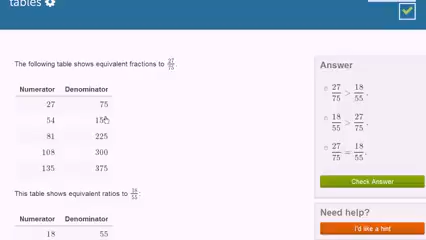 tables
The following table shows equivalent fractions to 27/75:
Numerator Denominator
27 75
54 150
81 225
108 300
135 375
This table shows equivalent ratios to 18/55:
Numerator Denominator
18 55
Answer
27/75 > 18/55.
18/55 > 27/75.
27/75 = 18/55.
Check Answer
Need help?
I'd like a hint